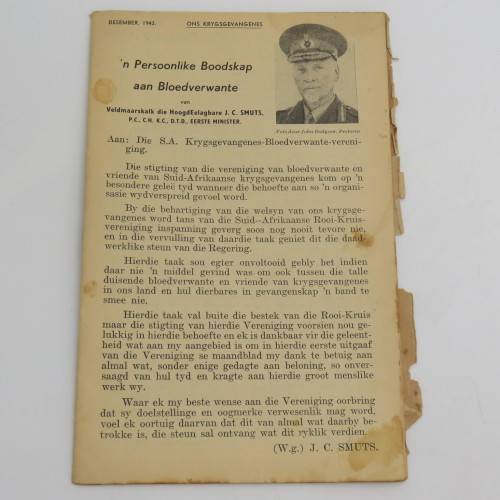 DESEMBER, 1942. ONS KRYGSGEVANGENES
'n Persoonlike Boodskap
aan Bloedverwante
van
Veldmaarskalk die HoogdEelagbare J. C. SMUTS,
P.C., C.H. K.C., D.T.D., EERSTE MINISTER.
Foto deur John Hodgson, Pretoria
Aan: Die S.A. Krygsgevangenes-Bloedverwante-vereni-
ging.
Die stigting van die vereniging van bloedverwante en
vriende van Suid-Afrikaanse krygsgevangenes kom op 'n
besondere geleë tyd wanneer die behoefte aan so 'n organi-
sasie wydverspreid gevoel word.
By die behartiging van die welsyn van ons krygsge-
vangenes word tans van die Suid--Afrikaanse Rooi-Kruis-
vereniging inspanning geverg soos nog nooit tevore nie,
en in die vervulling van daardie taak geniet dit die daad-
werklike steun van die Regering.
Hierdie taak sou egter onvoltooid gebly het indien
daar nie 'n middel gevind was om ook tussen die talle
duisende bloedverwante en vriende van krygsgevangenes
in ons land en hul dierbares in gevangenskap 'n band te
smee nie.
Hierdie taak val buite die bestek van die Rooi-Kruis
maar die stigting van hierdie Vereniging voorsien nou ge-
lukkig in hierdie behoefte en ek is dankbaar vir die geleent-
heid wat aan my aangebied is om in hierdie eerste uitgaaf
van die Vereniging se maandblad my dank te betuig aan
almal wat, sonder enige gedagte aan beloning, so onver-
saagd van hul tyd en kragte aan hierdie groot menslike
werk wy.
Waar ek my beste wense aan die Vereniging oorbring
dat sy doelstellinge en oogmerke verwesenlik mag word,
voel ek oortuig daarvan dat dit van almal wat daarby be-
trokke is, die steun sal ontvang wat dit ryklik verdien.
(W.g.) J. C. SMUTS.